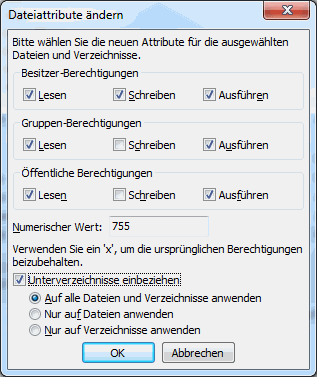 Dateiattribute ändern
Bitte wählen Sie die neuen Attribute für die ausgewählten
Dateien und Verzeichnisse.
Besitzer-Berechtigungen
Lesen Schreiben Ausführen
Gruppen-Berechtigungen
Lesen Schreiben Ausführen
Öffentliche Berechtigungen
Lesen Schreiben Ausführen
Numerischer Wert: 755
Verwenden Sie ein 'x', um die ursprünglichen Berechtigungen
beizubehalten.
Unterverzeichnisse einbeziehen
Auf alle Dateien und Verzeichnisse anwenden
Nur auf Dateien anwenden
Nur auf Verzeichnisse anwenden
OK Abbrechen